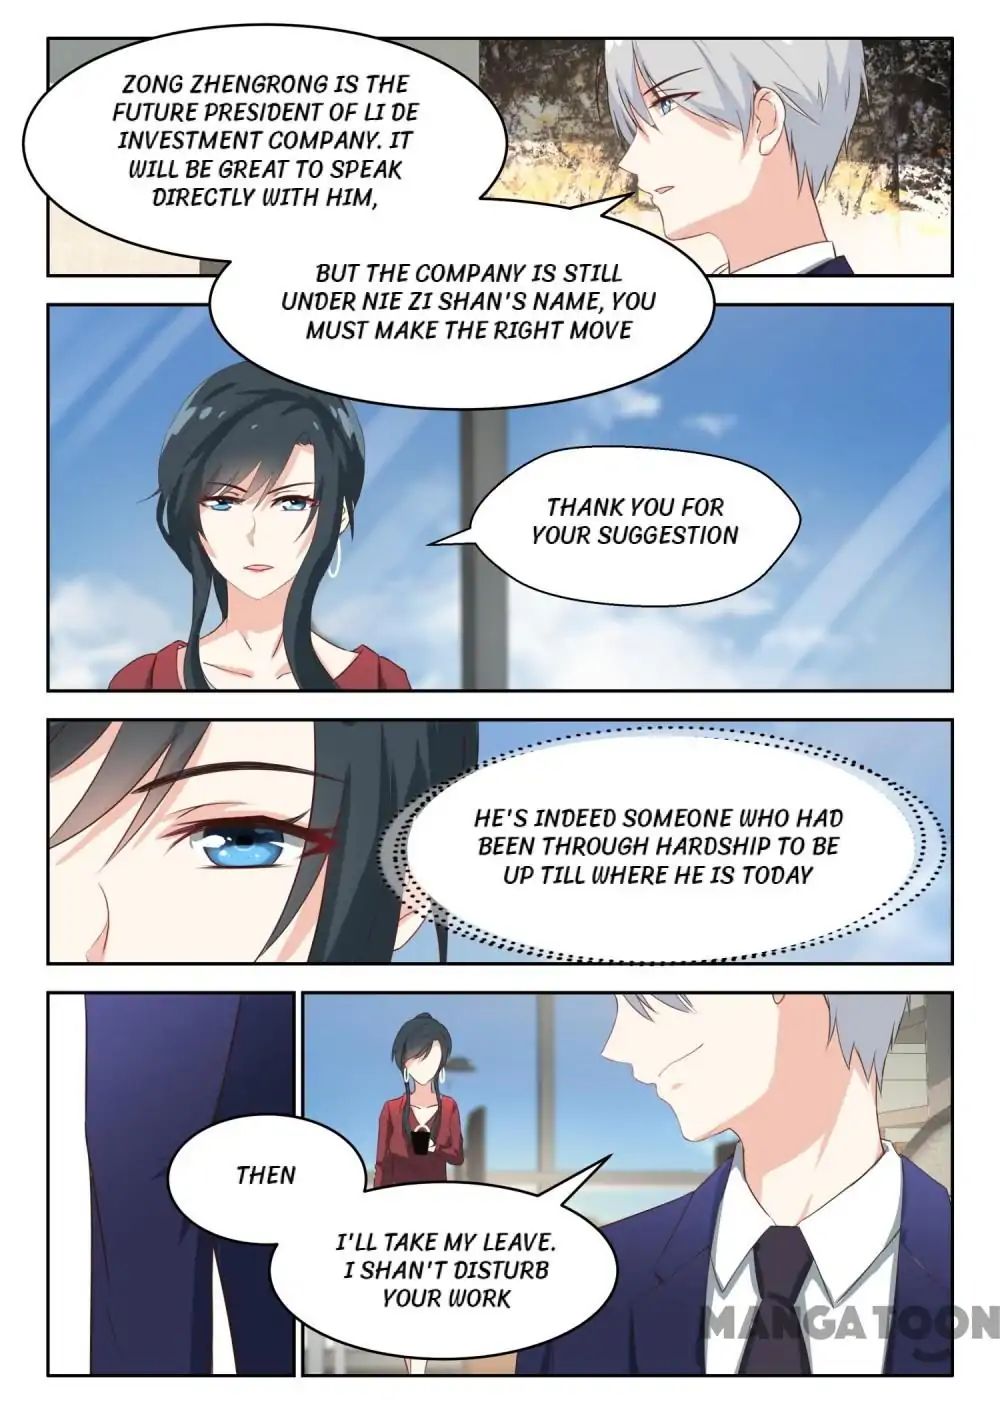 ZONG ZHENGRONG IS THE
FUTURE PRESIDENT OF LI DE
INVESTMENT COMPANY. IT
WILL BE GREAT TO SPEAK
DIRECTLY WITH HIM,
BUT THE COMPANY IS STILL
UNDER NIE ZI SHAN'S NAME, YOU
MUST MAKE THE RIGHT MOVE
THANK YOU FOR
YOUR SUGGESTION
HE'S INDEED SOMEONE WHO HAD
BEEN THROUGH HARDSHIP TO BE
UP TILL WHERE HE IS TODAY
THEN
I'LL TAKE MY LEAVE.
I SHAN'T DISTURB
YOUR WORK
MANGATOON